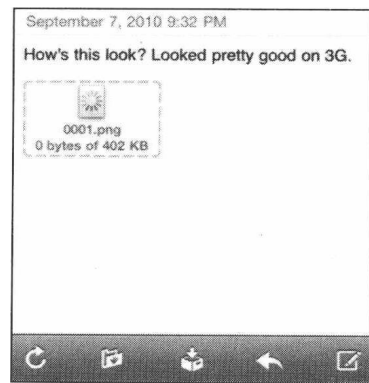 September 7, 2010 9:32 PM
How's this look? Looked pretty good on 3G.
0001.png
0 bytes of 402 KB